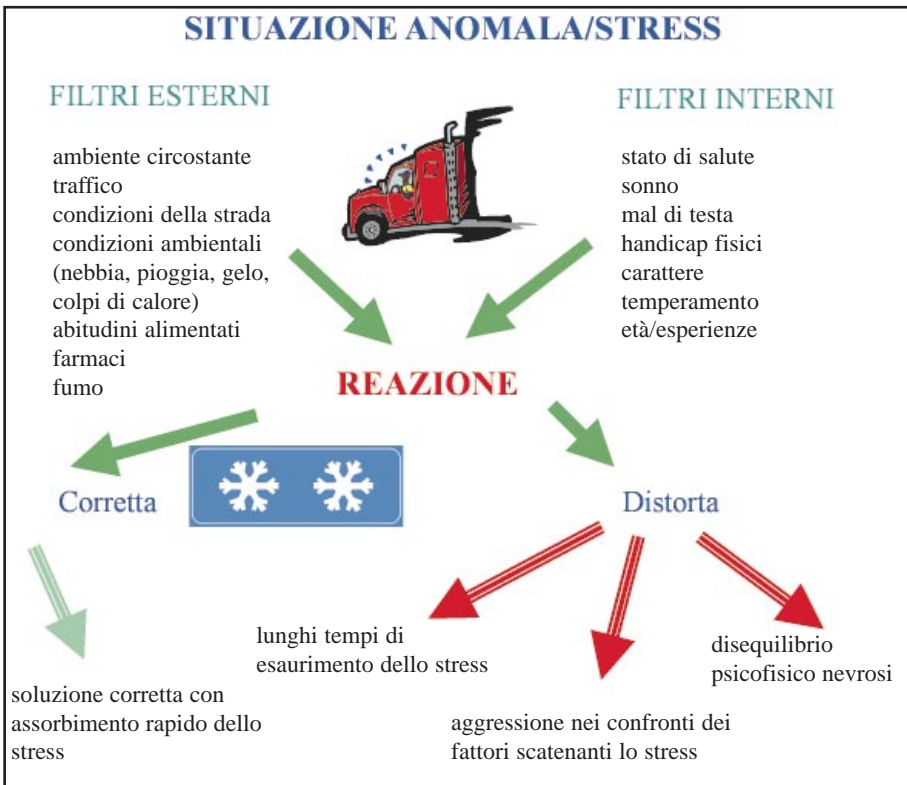 SITUAZIONE ANOMALA/STRESS
FILTRI ESTERNI
ambiente circostante
traffico
condizioni della strada
condizioni ambientali
(nebbia, pioggia, gelo,
colpi di calore)
abitudini alimentati
farmaci
fumo
FILTRI INTERNI
stato di salute
sonno
mal di testa
handicap fisici
carattere
temperamento
età/esperienze
REAZIONE
Corretta
Distorta
soluzione corretta con
assorbimento rapido dello
stress
lunghi tempi di
esaurimento dello stress
aggressione nei confronti dei
fattori scatenanti lo stress
disequilibrio
psicofisico nevrosi